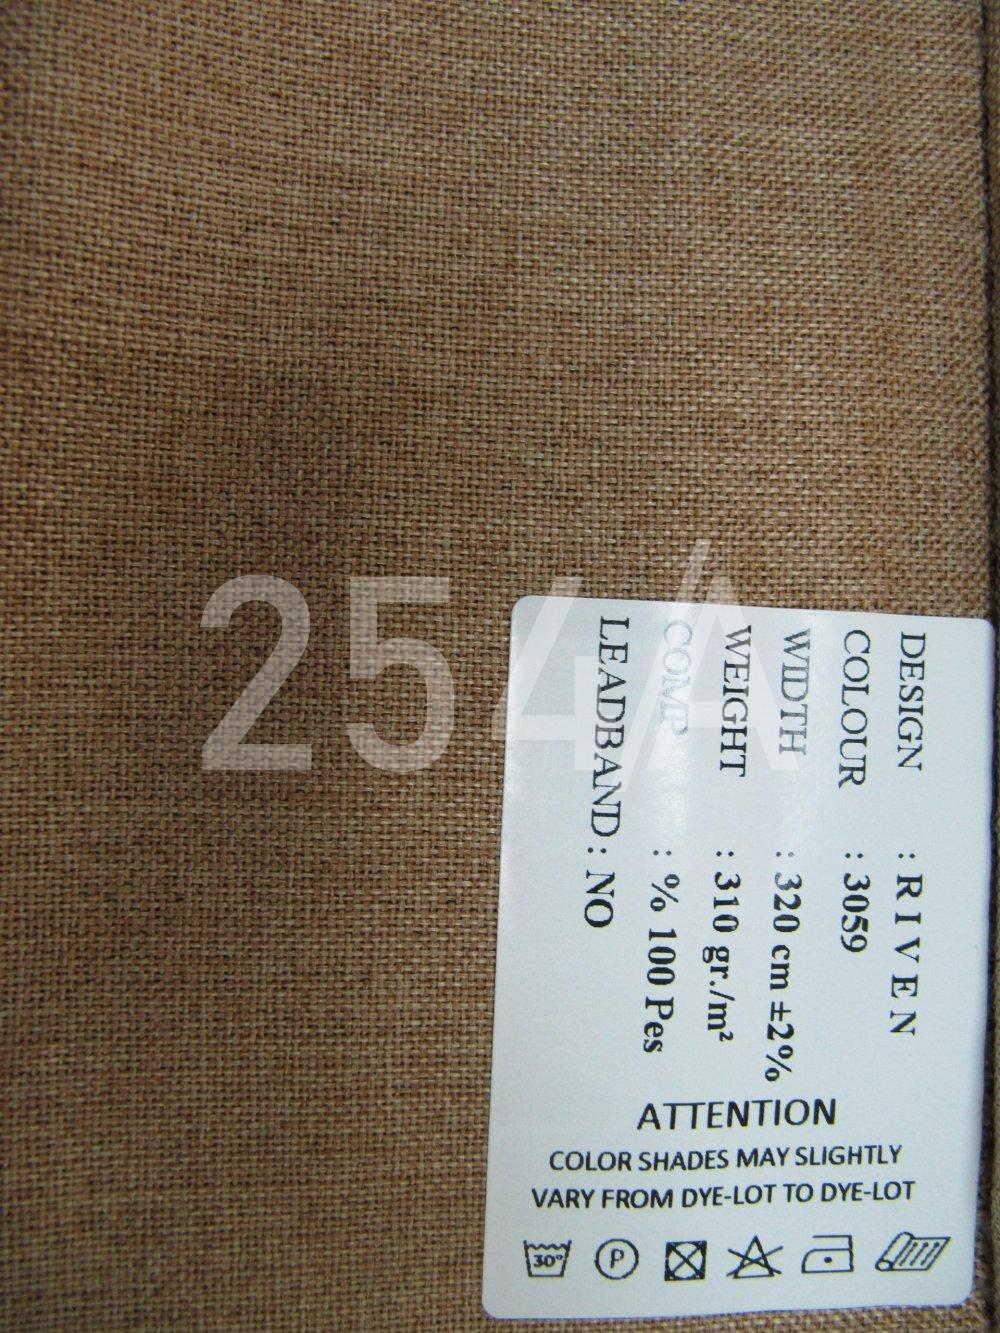 DESIGN : RIVEN
COLOUR : 3059
WIDTH : 320 cm ±2%
WEIGHT : 310 gr./m²
COMP : % 100 Pes
LEADBAND : NO
ATTENTION
COLOR SHADES MAY SLIGHTLY
VARY FROM DYE-LOT TO DYE-LOT
30° P
254A